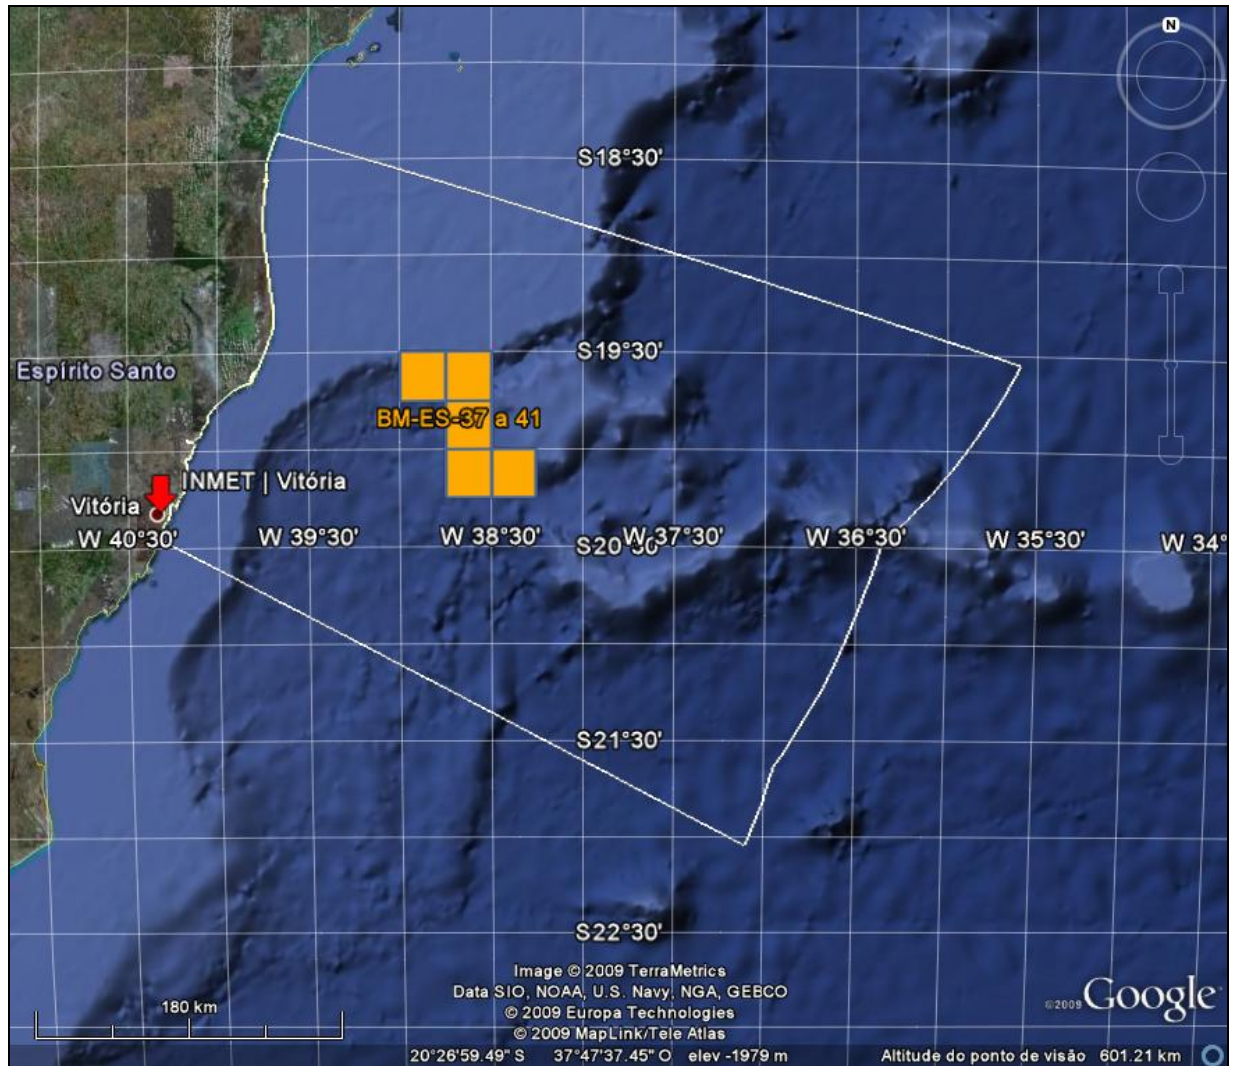 N
S18°30'
S19°30'
Espírito Santo
BM-ES-37 a 41
INMET | Vitória
Vitória
W 40°30'
W 39°30'
W 38°30'
S20°30'
W 37°30'
W 36°30'
W 35°30'
W 34°
S21°30'
S22°30'
Image © 2009 TerraMetrics
Data SIO, NOAA, U.S. Navy, NGA, GEBCO
© 2009 Europa Technologies
© 2009 MapLink/Tele Atlas
180 km
©2009 Google
20°26'59.49" S 37°47'37.45" O elev -1979 m
Altitude do ponto de visão 601.21 km